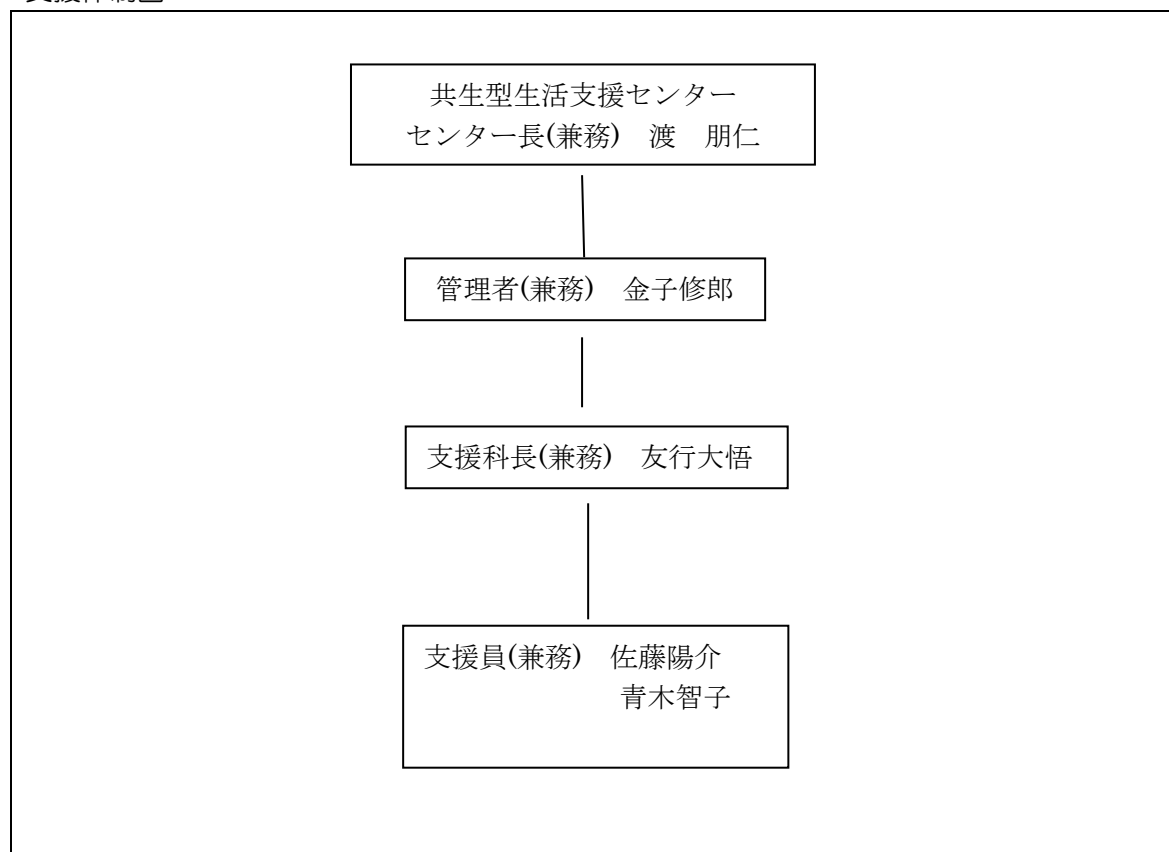 共生型生活支援センター
センター長(兼務)　渡　朋仁
管理者(兼務)　金子修郎
支援科長(兼務)　友行大悟
支援員(兼務)　佐藤陽介
青木智子